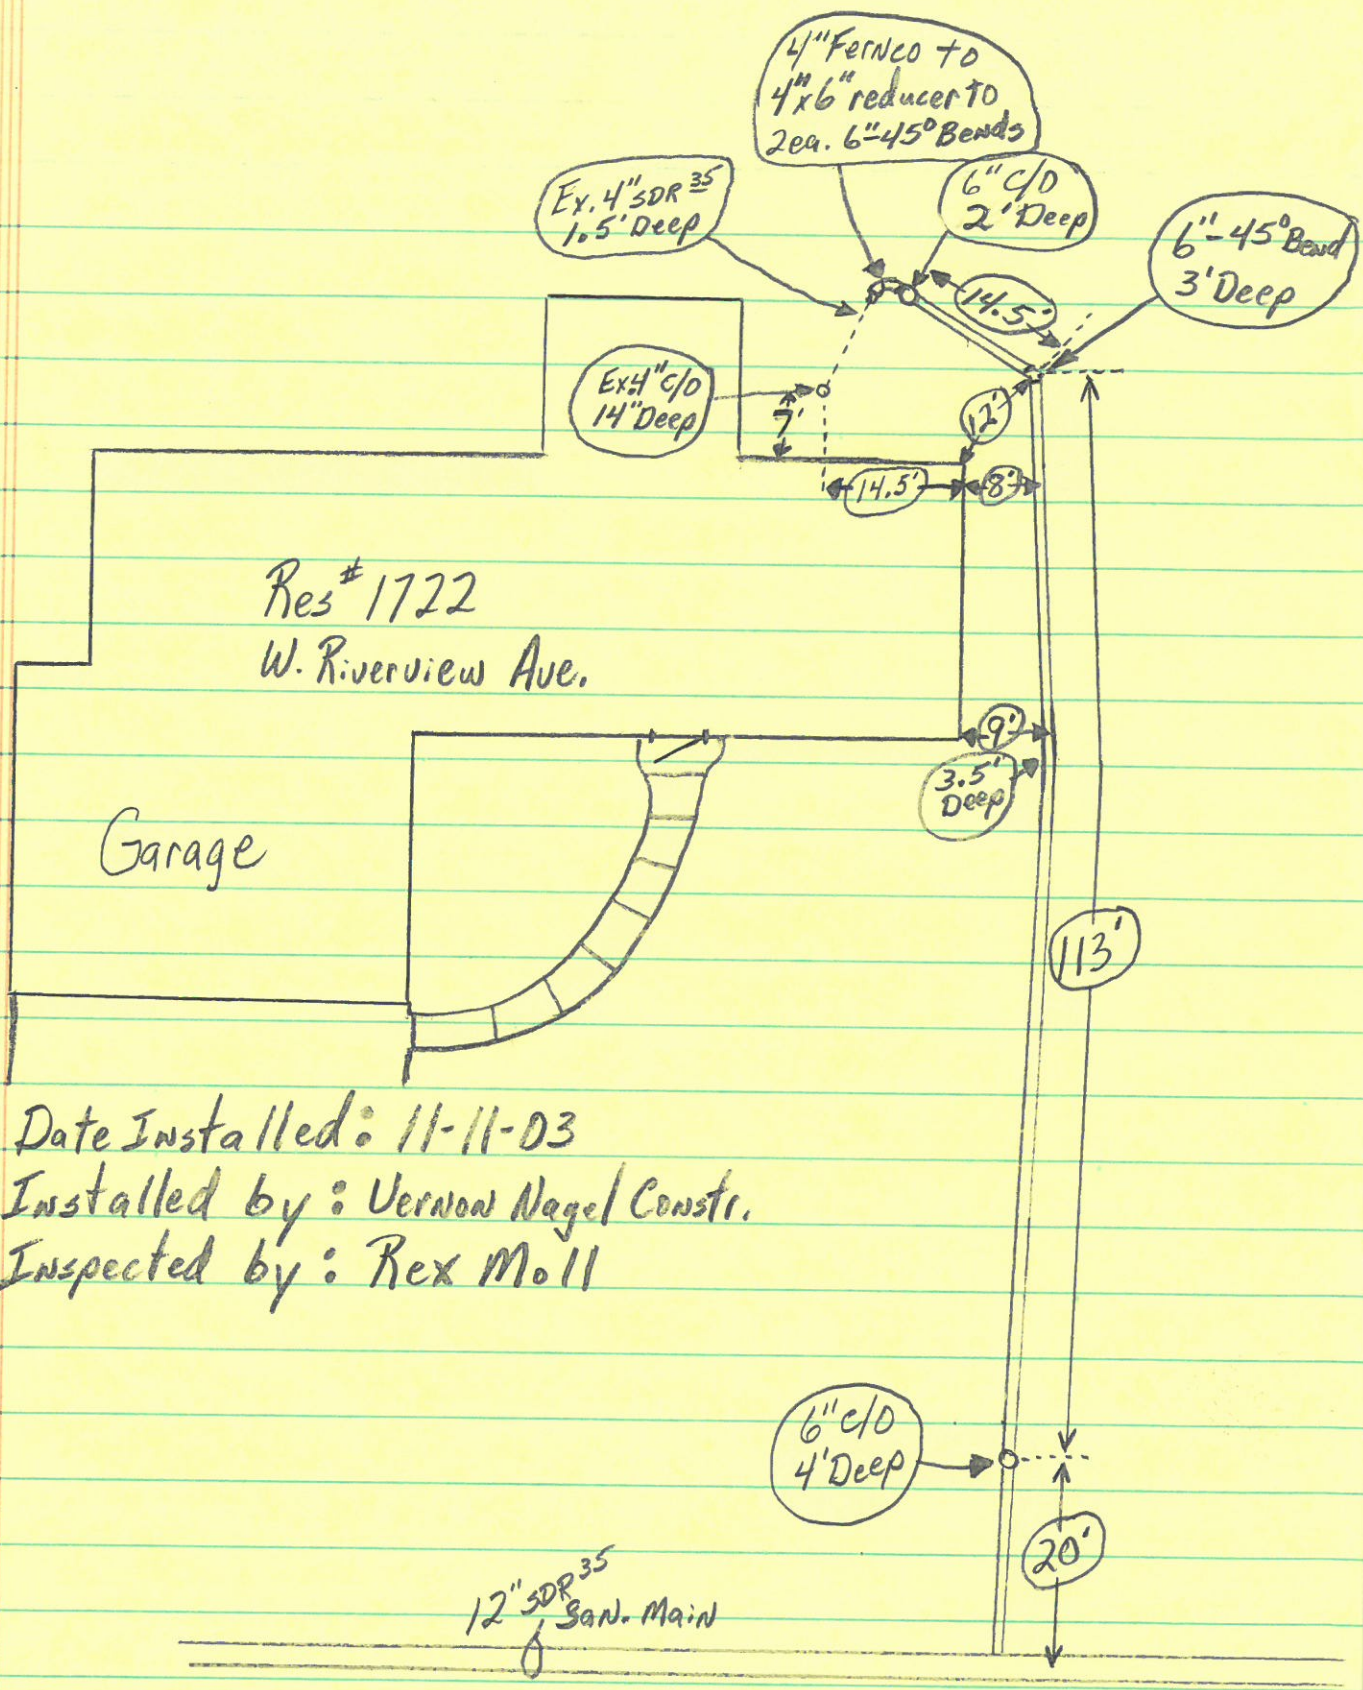 4" Fernco to
4"x6" reducer to
2ea. 6"-45° Bends
Ex. 4" SDR 35
1.5' Deep
6" C/O
2' Deep
6"-45° Bend
3' Deep
14.5'
Ex. 4" C/O
14" Deep
7'
12'
14.5'
8'
Res # 1722
W. Riverview Ave.
9'
3.5'
Deep
Garage
113'
Date Installed: 11-11-03
Installed by: Vernon Nagel Constr.
Inspected by: Rex Moll
6" C/O
4' Deep
20'
12" SDR 35
San. Main